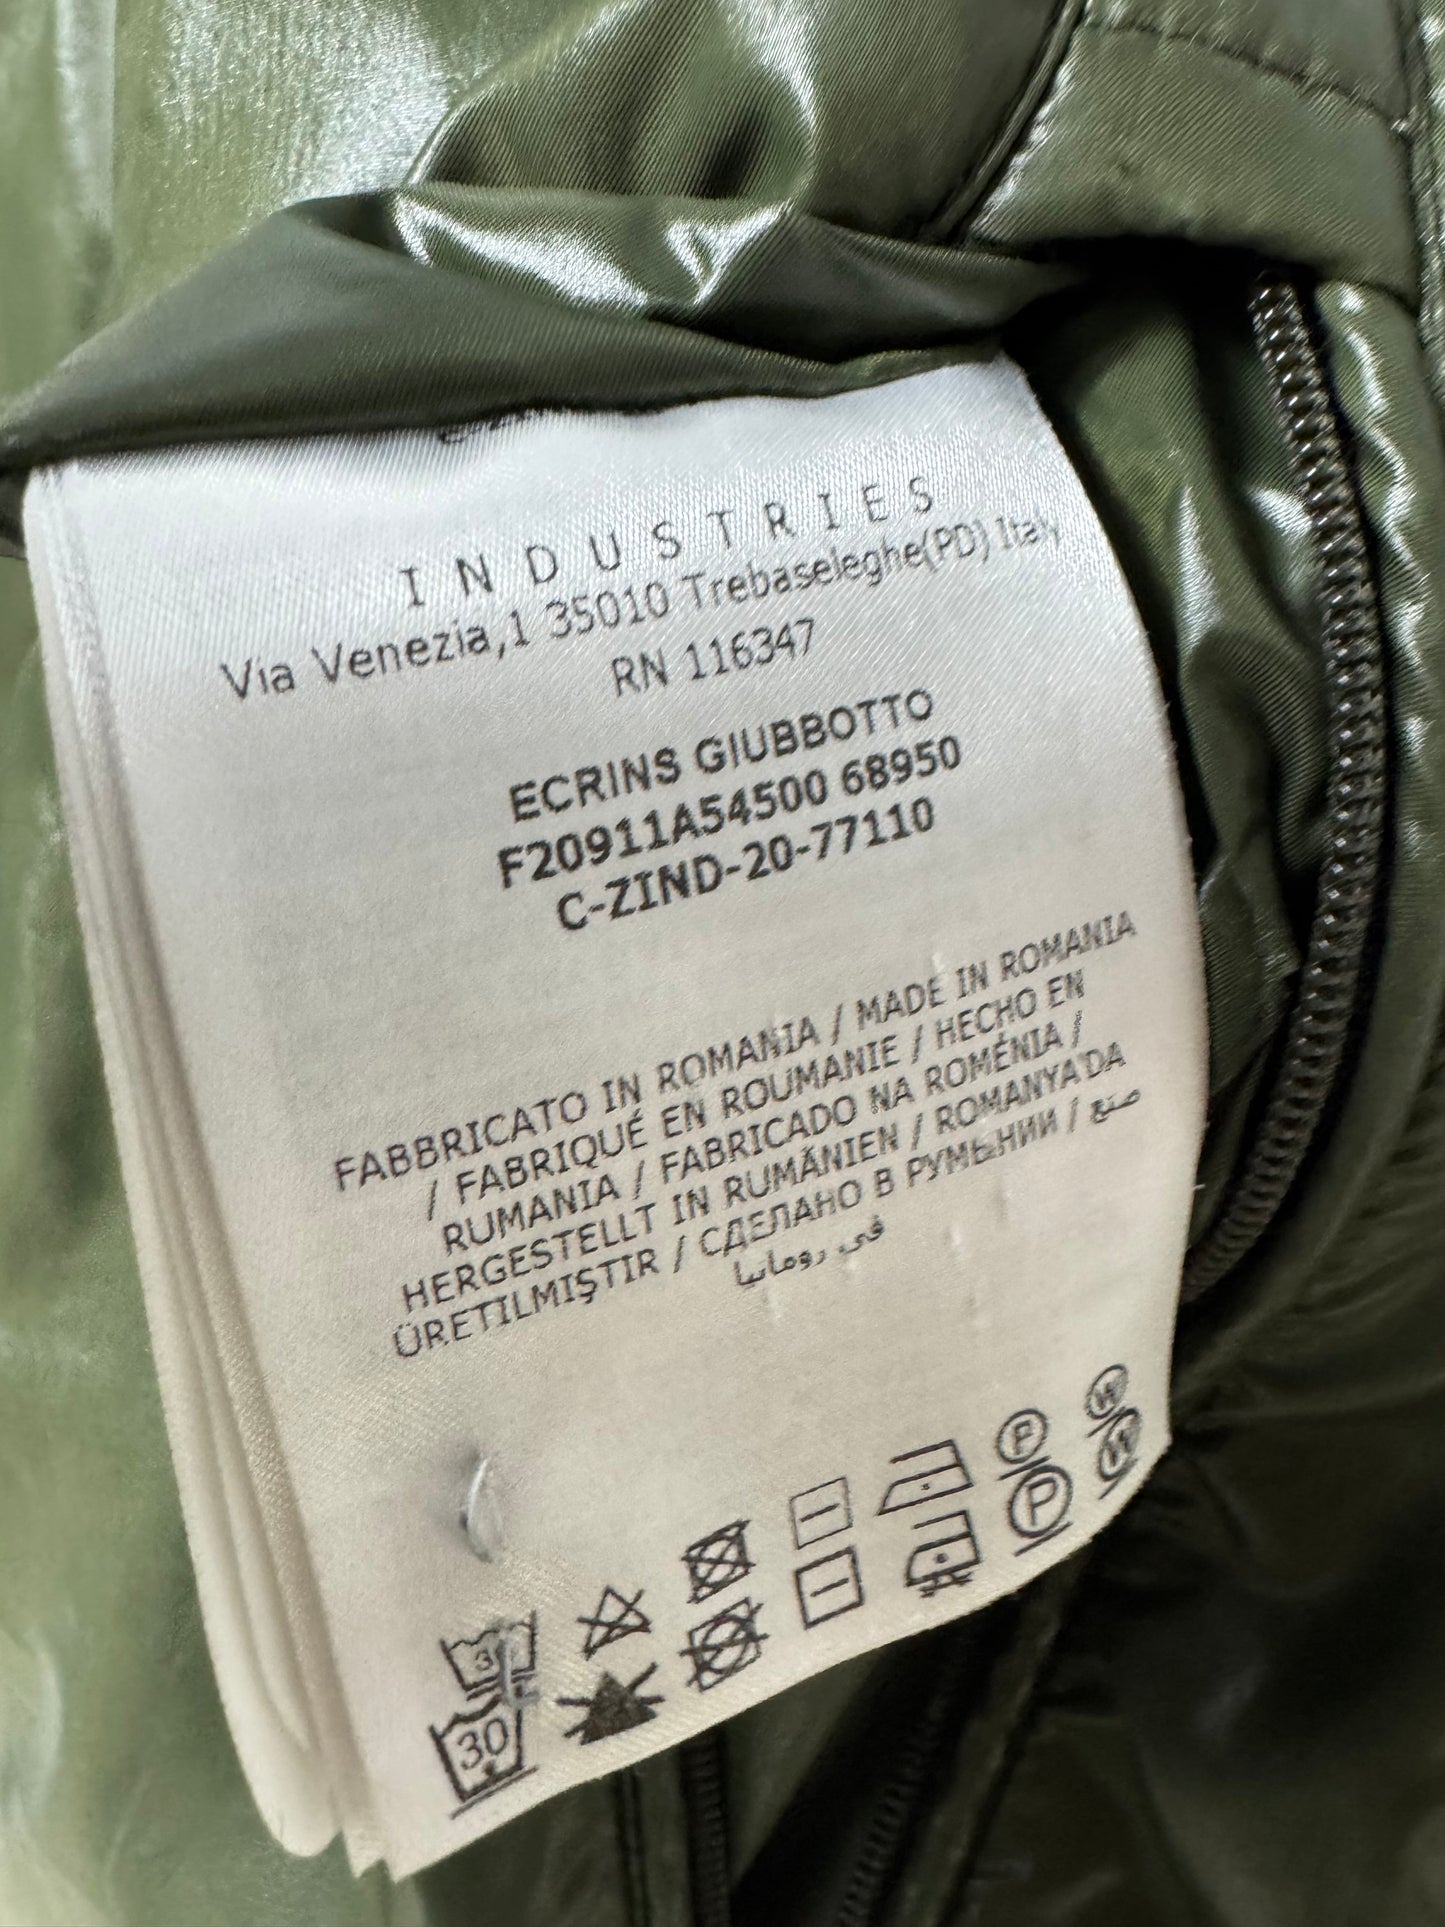 INDUSTRIES
Via Venezia,1 35010 Trebaseleghe(PD) Italy
RN 116347
ECRINS GIUBBOTTO
F20911A54500 68950
C-ZIND-20-77110
FABBRICATO IN ROMANIA / MADE IN ROMANIA
/ FABRIQUÉ EN ROUMANIE / HECHO EN
RUMANIA / FABRICADO NA ROMÉNIA /
HERGESTELLT IN RUMÄNIEN / ROMANYA'DA
ÜRETILMIŞTIR / СДЕЛАНО В РУМЫНИИ / صنع
في رومانيا
30 P W
30 P W